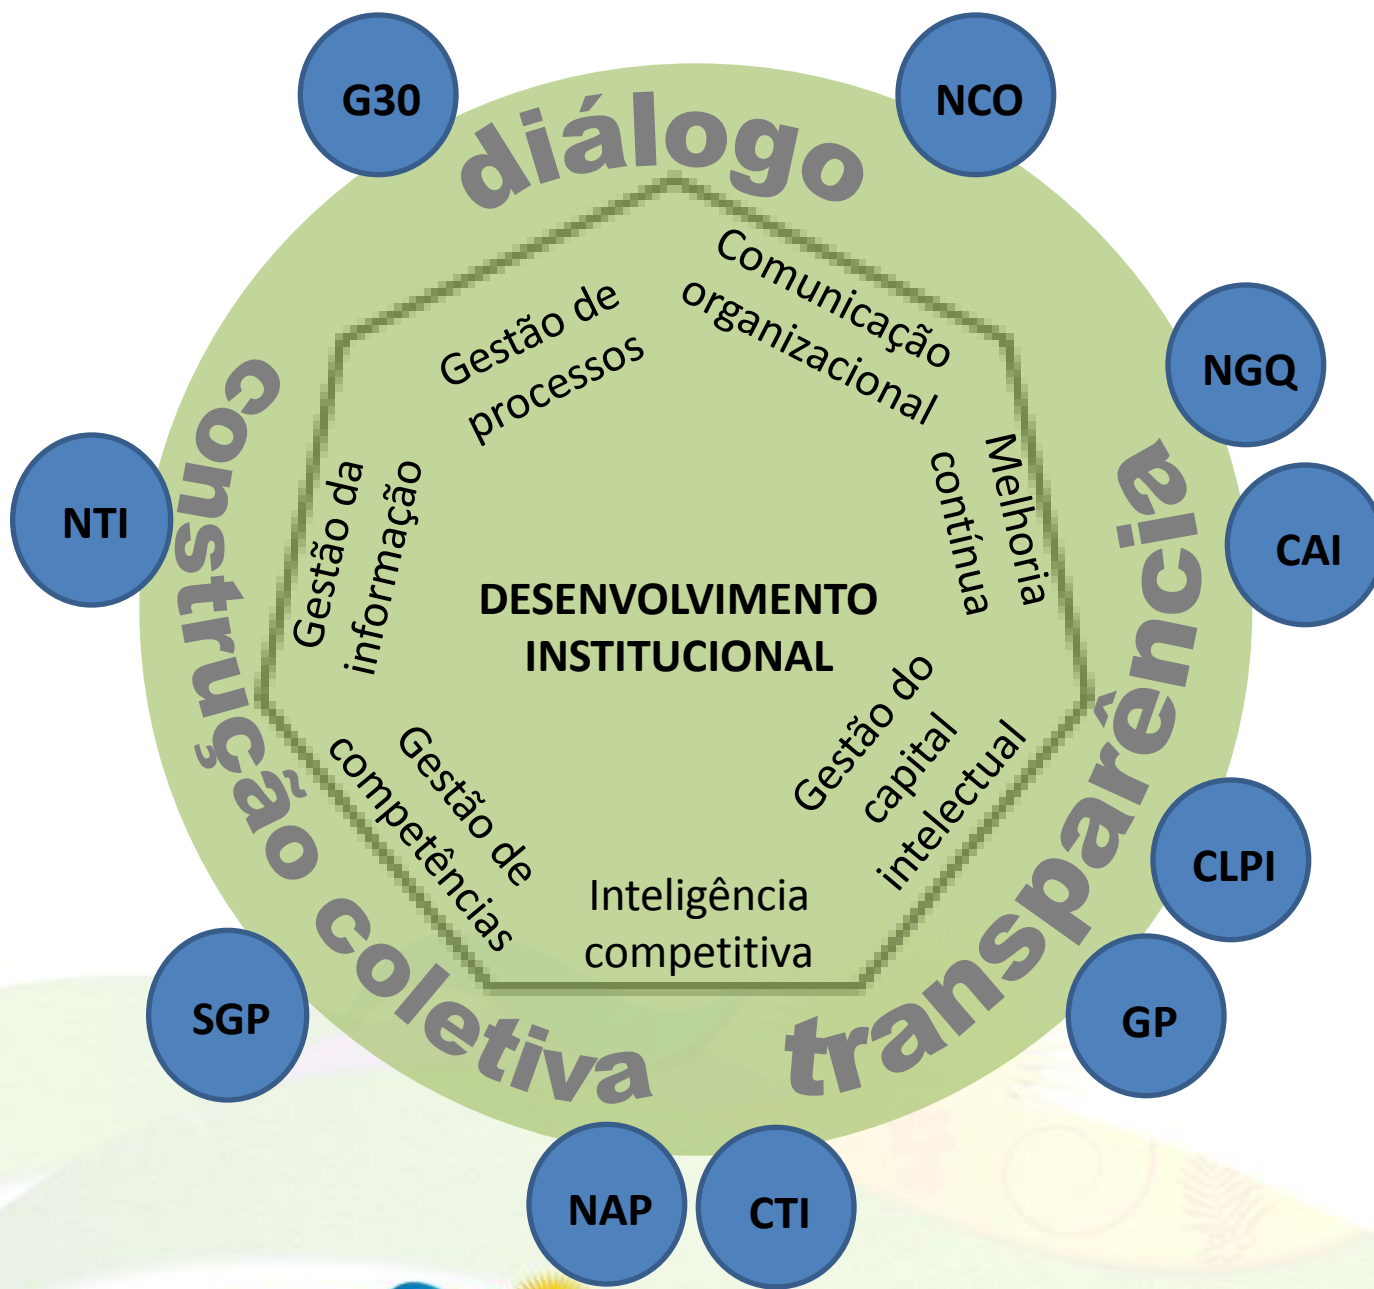 G30
NCO
diálogo
Comunicação
organizacional
Gestão de
processos
NGQ
construção coletiva
NTI
Gestão da
informação
Melhoria
contínua
transparência
CAI
DESENVOLVIMENTO
INSTITUCIONAL
Gestão do
capital
intelectual
Gestão de
competências
Inteligência
competitiva
CLPI
SGP
GP
NAP
CTI